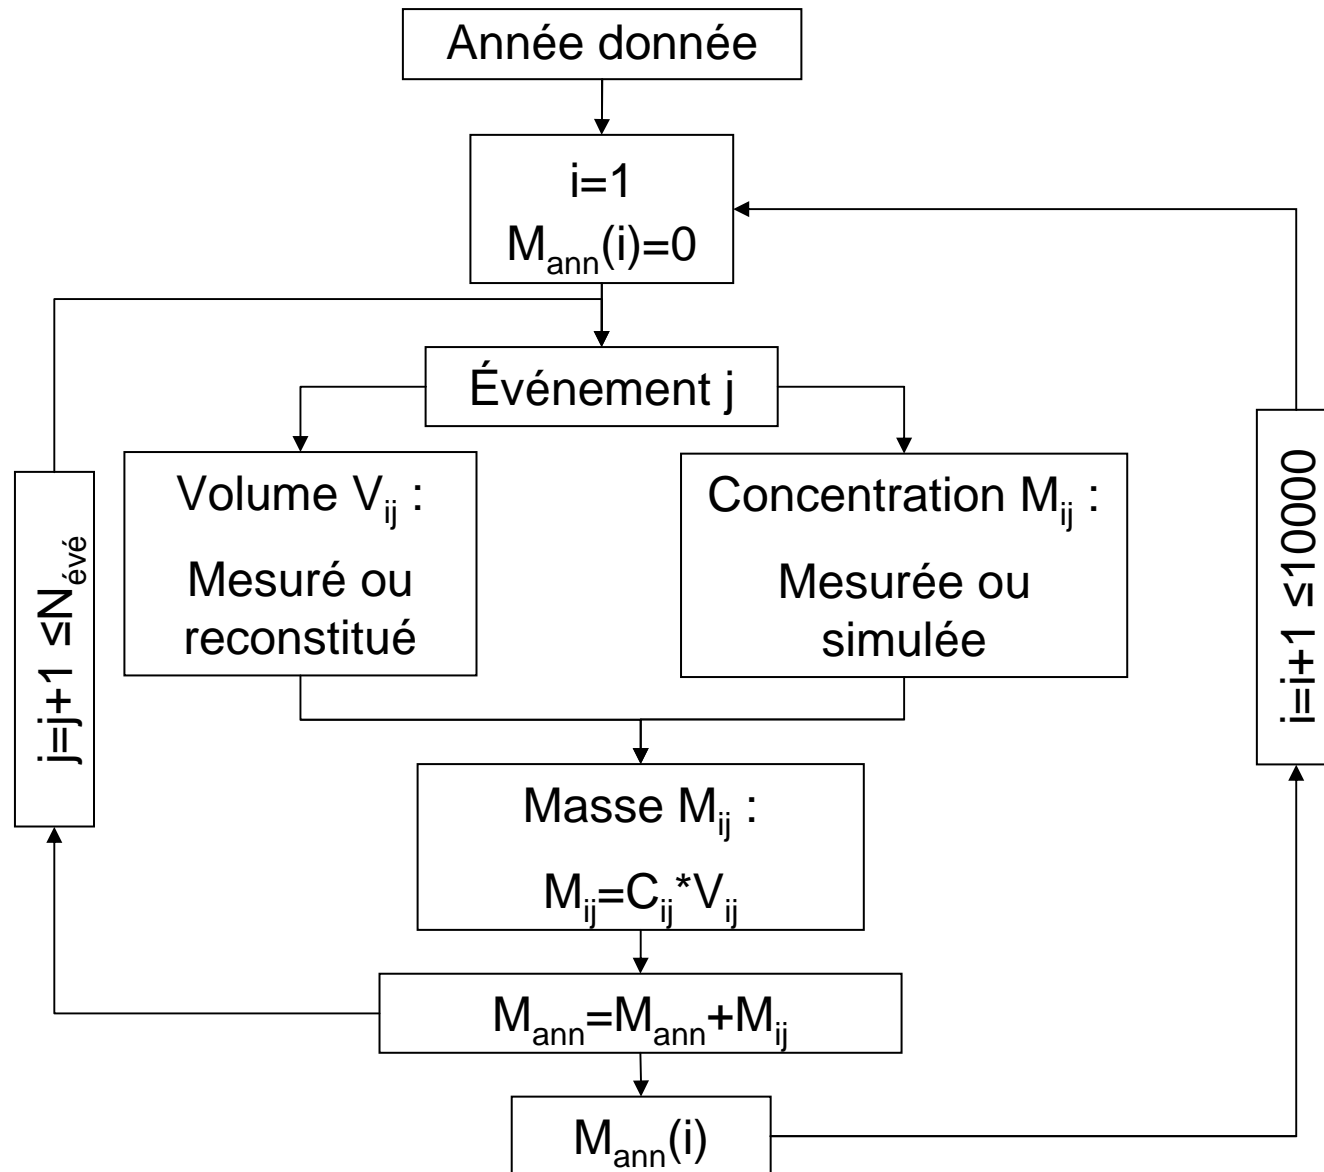 Année donnée
i=1
M_ann(i)=0
Événement j
Volume V_ij :
Mesuré ou
reconstitué
Concentration M_ij :
Mesurée ou
simulée
j=j+1 ≤N_évé
i=i+1 ≤10000
Masse M_ij :
M_ij=C_ij*V_ij
M_ann=M_ann+M_ij
M_ann(i)